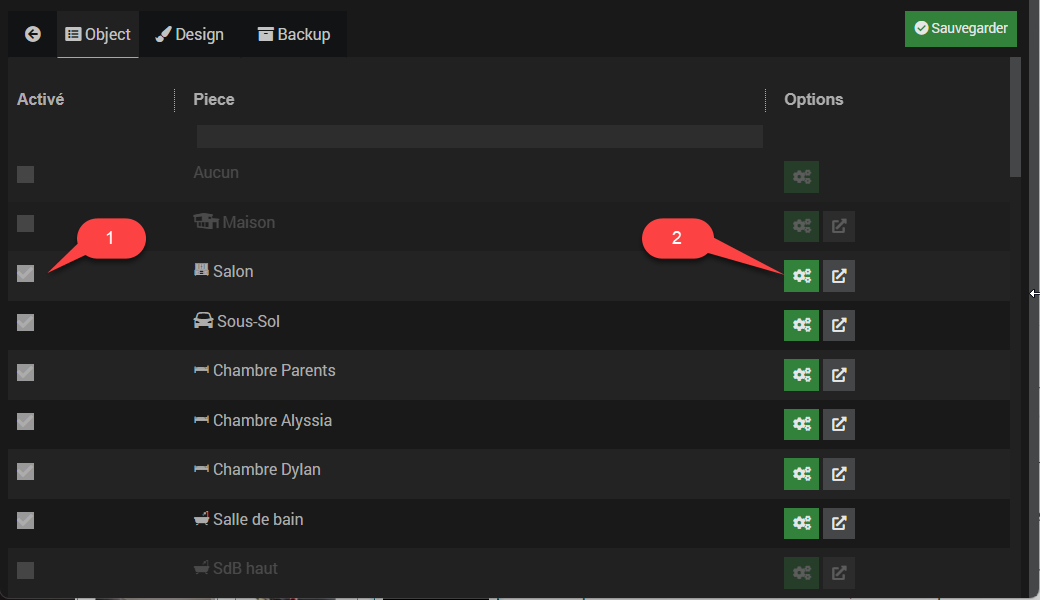 Object Design Backup Sauvegarder
Activé Piece Options
Aucun
Maison
1 2
Salon
Sous-Sol
Chambre Parents
Chambre Alyssia
Chambre Dylan
Salle de bain
SdB haut